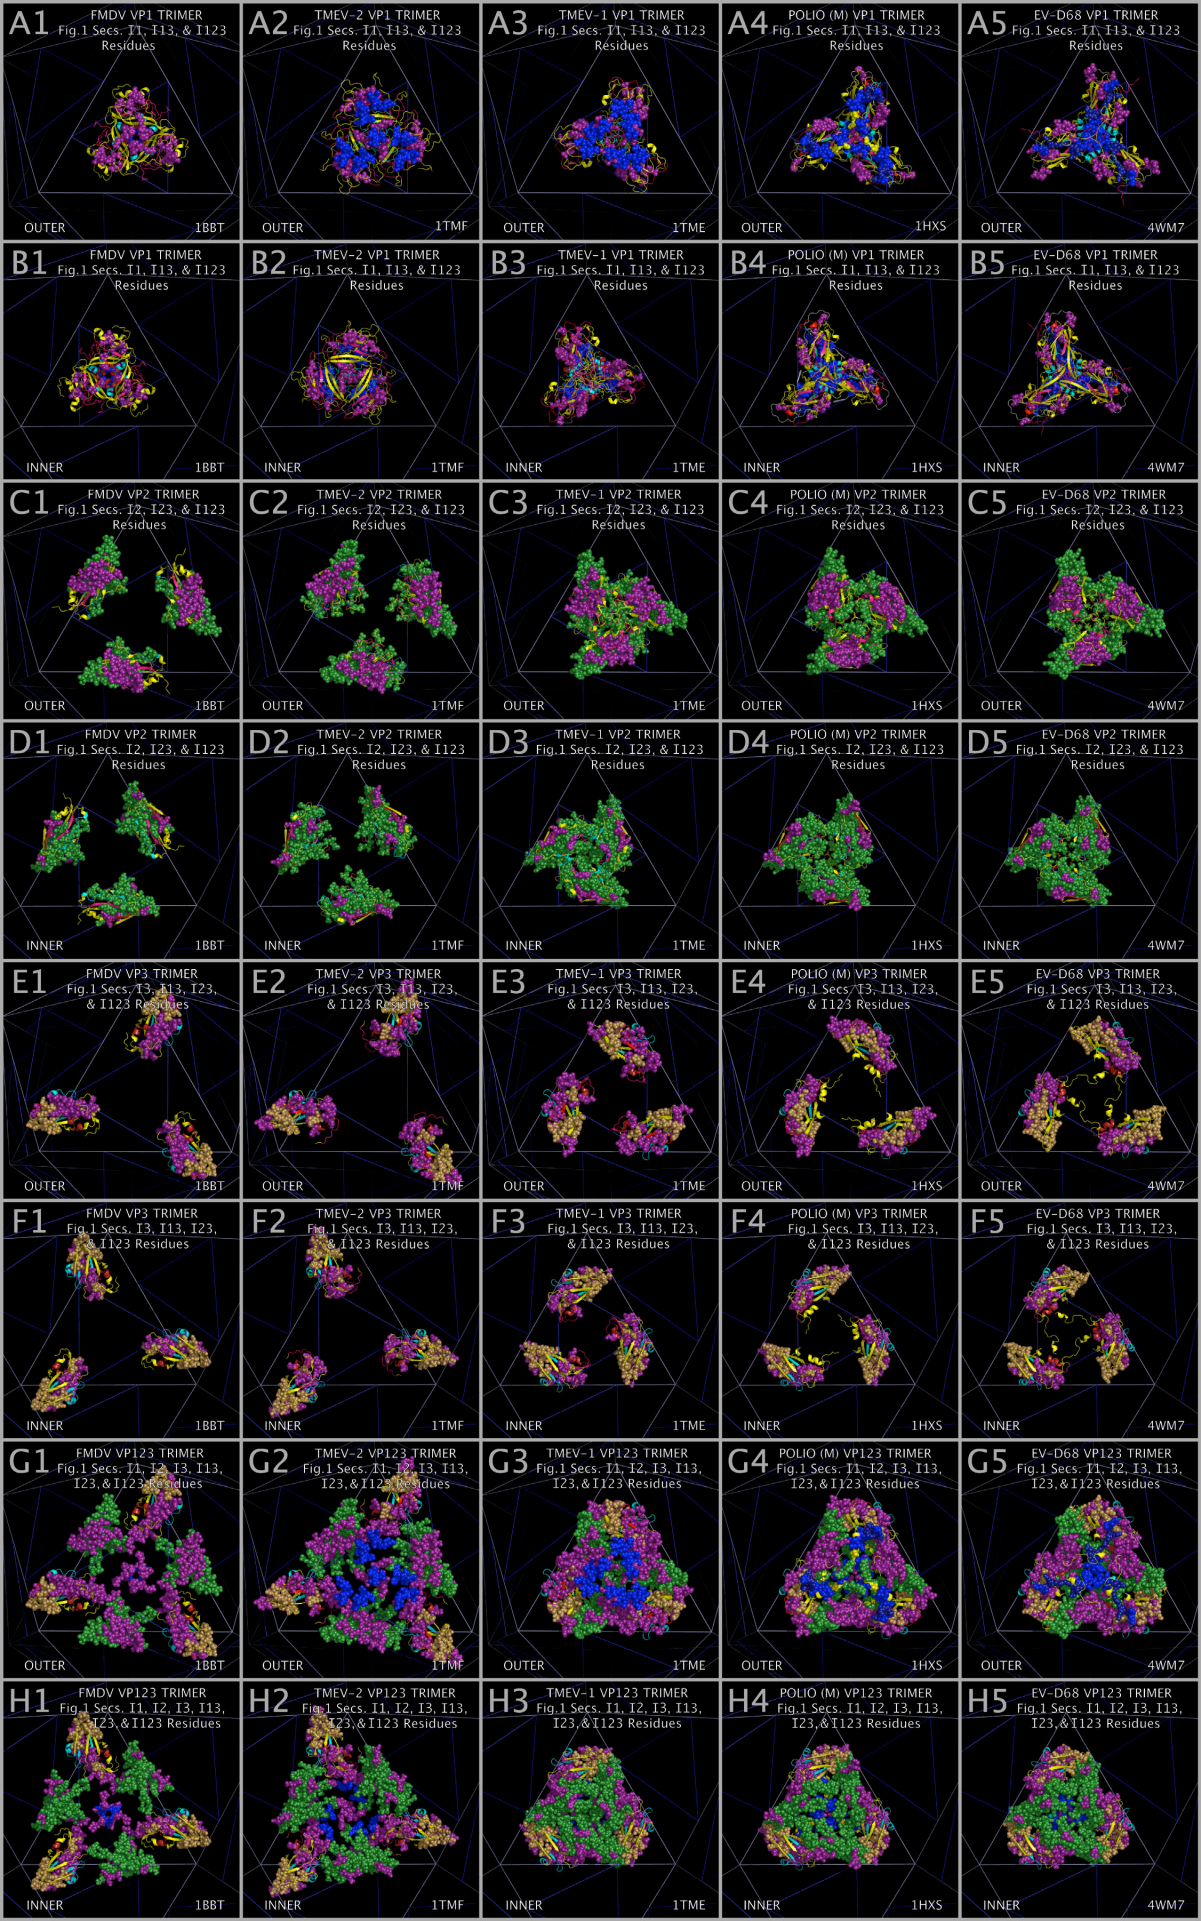 A1
FMDV VP1 TRIMER
Fig.1 Secs. I1, I13, & I123
Residues
OUTER
1BBT
A2
TMEV-2 VP1 TRIMER
Fig.1 Secs. I1, I13, & I123
Residues
OUTER
1TMF
A3
TMEV-1 VP1 TRIMER
Fig.1 Secs. I1, I13, & I123
Residues
OUTER
1TME
A4
POLIO (M) VP1 TRIMER
Fig.1 Secs. I1, I13, & I123
Residues
OUTER
1HXS
A5
EV-D68 VP1 TRIMER
Fig.1 Secs. I1, I13, & I123
Residues
OUTER
4WM7
B1
FMDV VP1 TRIMER
Fig.1 Secs. I1, I13, & I123
Residues
INNER
1BBT
B2
TMEV-2 VP1 TRIMER
Fig.1 Secs. I1, I13, & I123
Residues
INNER
1TMF
B3
TMEV-1 VP1 TRIMER
Fig.1 Secs. I1, I13, & I123
Residues
INNER
1TME
B4
POLIO (M) VP1 TRIMER
Fig.1 Secs. I1, I13, & I123
Residues
INNER
1HXS
B5
EV-D68 VP1 TRIMER
Fig.1 Secs. I1, I13, & I123
Residues
INNER
4WM7
C1
FMDV VP2 TRIMER
Fig.1 Secs. I2, I23, & I123
Residues
OUTER
1BBT
C2
TMEV-2 VP2 TRIMER
Fig.1 Secs. I2, I23, & I123
Residues
OUTER
1TMF
C3
TMEV-1 VP2 TRIMER
Fig.1 Secs. I2, I23, & I123
Residues
OUTER
1TME
C4
POLIO (M) VP2 TRIMER
Fig.1 Secs. I2, I23, & I123
Residues
OUTER
1HXS
C5
EV-D68 VP2 TRIMER
Fig.1 Secs. I2, I23, & I123
Residues
OUTER
4WM7
D1
FMDV VP2 TRIMER
Fig.1 Secs. I2, I23, & I123
Residues
INNER
1BBT
D2
TMEV-2 VP2 TRIMER
Fig.1 Secs. I2, I23, & I123
Residues
INNER
1TMF
D3
TMEV-1 VP2 TRIMER
Fig.1 Secs. I2, I23, & I123
Residues
INNER
1TME
D4
POLIO (M) VP2 TRIMER
Fig.1 Secs. I2, I23, & I123
Residues
INNER
1HXS
D5
EV-D68 VP2 TRIMER
Fig.1 Secs. I2, I23, & I123
Residues
INNER
4WM7
E1
FMDV VP3 TRIMER
Fig.1 Secs, I3, I13, I23,
& I123 Residues
OUTER
1BBT
E2
TMEV-2 VP3 TRIMER
Fig.1 Secs. I3, I13, I23,
& I123 Residues
OUTER
1TMF
E3
TMEV-1 VP3 TRIMER
Fig.1 Secs. I3, I13, I23,
& I123 Residues
OUTER
1TME
E4
POLIO (M) VP3 TRIMER
Fig.1 Secs. I3, I13, I23,
& I123 Residues
OUTER
1HXS
E5
EV-D68 VP3 TRIMER
Fig.1 Secs. I3, I13, I23,
& I123 Residues
OUTER
4WM7
F1
FMDV VP3 TRIMER
Fig.1 Secs. I3, I13, I23,
& I123 Residues
INNER
1BBT
F2
TMEV-2 VP3 TRIMER
Fig.1 Secs. I3, I13, I23,
& I123 Residues
INNER
1TMF
F3
TMEV-1 VP3 TRIMER
Fig.1 Secs. I3, I13, I23,
& I123 Residues
INNER
1TME
F4
POLIO (M) VP3 TRIMER
Fig.1 Secs. I3, I13, I23,
& I123 Residues
INNER
1HXS
F5
EV-D68 VP3 TRIMER
Fig.1 Secs. I3, I13, I23,
& I123 Residues
INNER
4WM7
G1
FMDV VP123 TRIMER
Fig.1 Secs. I1, I2, I3, I13,
I23, & I123 Residues
OUTER
1BBT
G2
TMEV-2 VP123 TRIMER
Fig.1 Secs. I1, I2, I3, I13,
I23, & I123 Residues
OUTER
1TMF
G3
TMEV-1 VP123 TRIMER
Fig.1 Secs. I1, I2, I3, I13,
I23, & I123 Residues
OUTER
1TME
G4
POLIO (M) VP123 TRIMER
Fig.1 Secs. I1, I2, I3, I13,
I23, & I123 Residues
OUTER
1HXS
G5
EV-D68 VP123 TRIMER
Fig.1 Secs. I1, I2, I3, I13,
I23, & I123 Residues
OUTER
4WM7
H1
FMDV VP123 TRIMER
Fig.1 Secs. I1, I2, I3, I13,
I23, & I123 Residues
INNER
1BBT
H2
TMEV-2 VP123 TRIMER
Fig.1 Secs. I1, I2, I3, I13,
I23, & I123 Residues
INNER
1TMF
H3
TMEV-1 VP123 TRIMER
Fig.1 Secs. I1, I2, I3, I13,
I23, & I123 Residues
INNER
1TME
H4
POLIO (M) VP123 TRIMER
Fig.1 Secs. I1, I2, I3, I13,
I23, & I123 Residues
INNER
1HXS
H5
EV-D68 VP123 TRIMER
Fig.1 Secs. I1, I2, I3, I13,
I23, & I123 Residues
INNER
4WM7